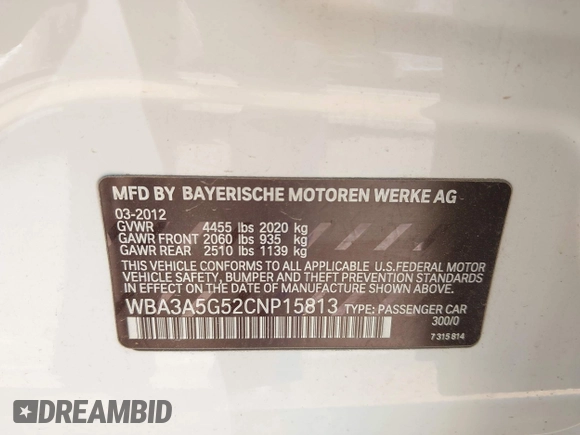 MFD BY BAYERISCHE MOTOREN WERKE AG
03-2012
GVWR 4455 lbs 2020 kg
GAWR FRONT 2060 lbs 935 kg
GAWR REAR 2510 lbs 1139 kg
THIS VEHICLE CONFORMS TO ALL APPLICABLE U.S.FEDERAL MOTOR
VEHICLE SAFETY, BUMPER AND THEFT PREVENTION STANDARDS
IN EFFECT ON THE DATE OF MANUFACTURE SHOWN ABOVE.
WBA3A5G52CNP15813 TYPE: PASSENGER CAR
300/0
7 315 814
DREAMBID